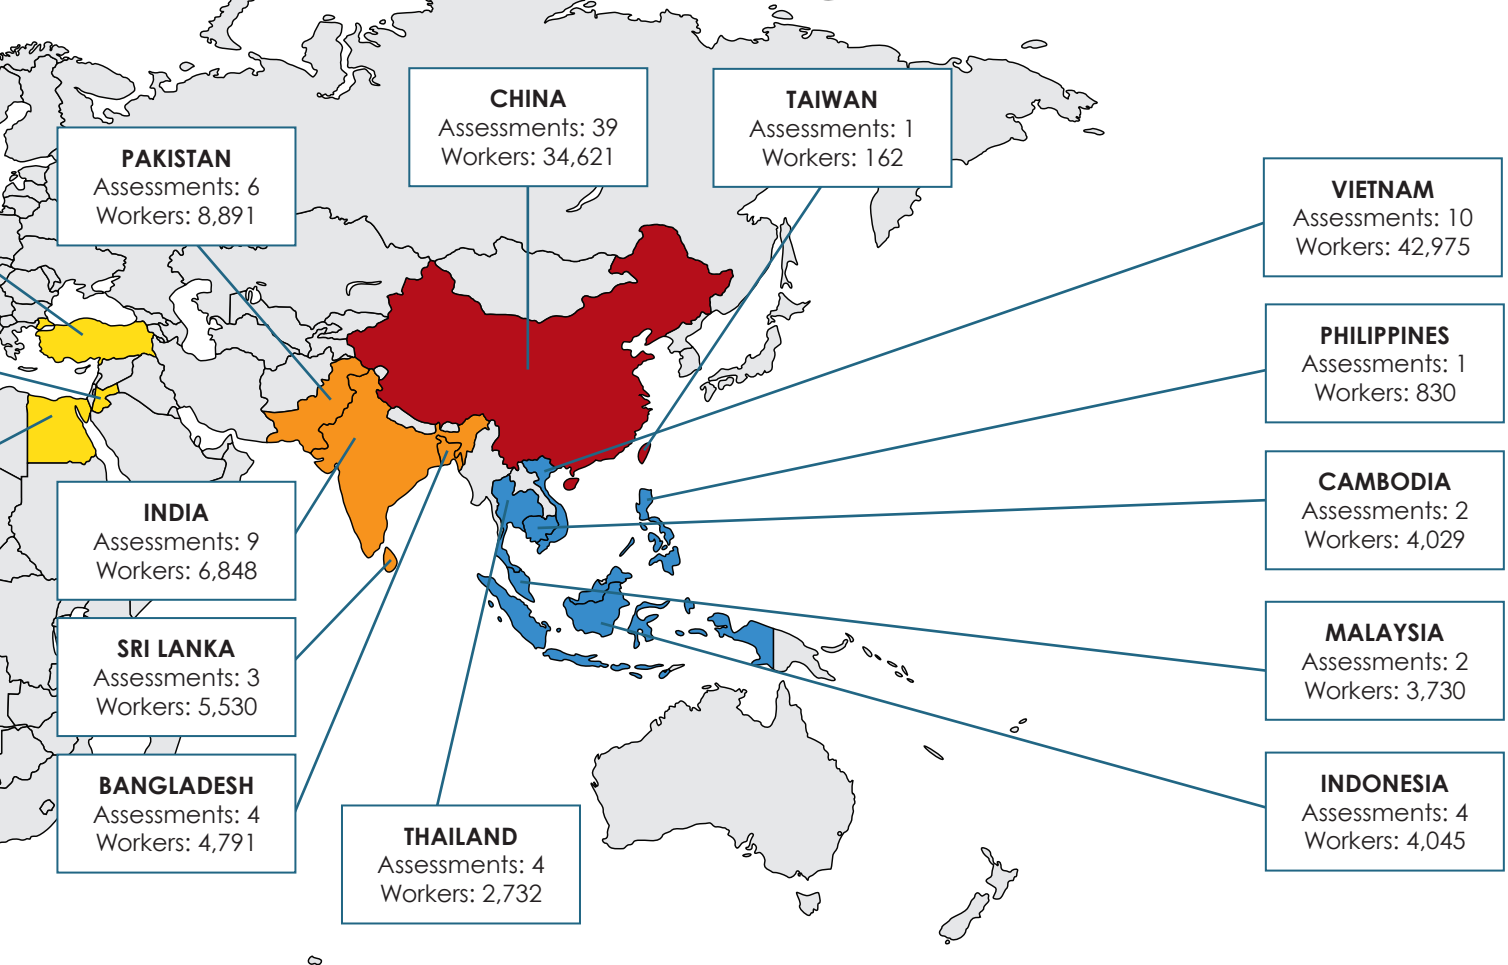 CHINA
Assessments: 39
Workers: 34,621
TAIWAN
Assessments: 1
Workers: 162
PAKISTAN
Assessments: 6
Workers: 8,891
VIETNAM
Assessments: 10
Workers: 42,975
PHILIPPINES
Assessments: 1
Workers: 830
CAMBODIA
Assessments: 2
Workers: 4,029
INDIA
Assessments: 9
Workers: 6,848
MALAYSIA
Assessments: 2
Workers: 3,730
SRI LANKA
Assessments: 3
Workers: 5,530
INDONESIA
Assessments: 4
Workers: 4,045
BANGLADESH
Assessments: 4
Workers: 4,791
THAILAND
Assessments: 4
Workers: 2,732